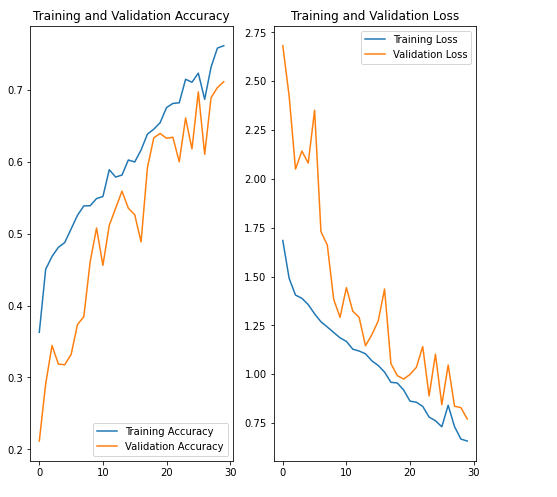 Training and Validation Accuracy
0.7
0.6
0.5
0.4
0.3
0.2
0 10 20 30
Training Accuracy
Validation Accuracy
Training and Validation Loss
2.75
2.50
2.25
2.00
1.75
1.50
1.25
1.00
0.75
0 10 20 30
Training Loss
Validation Loss